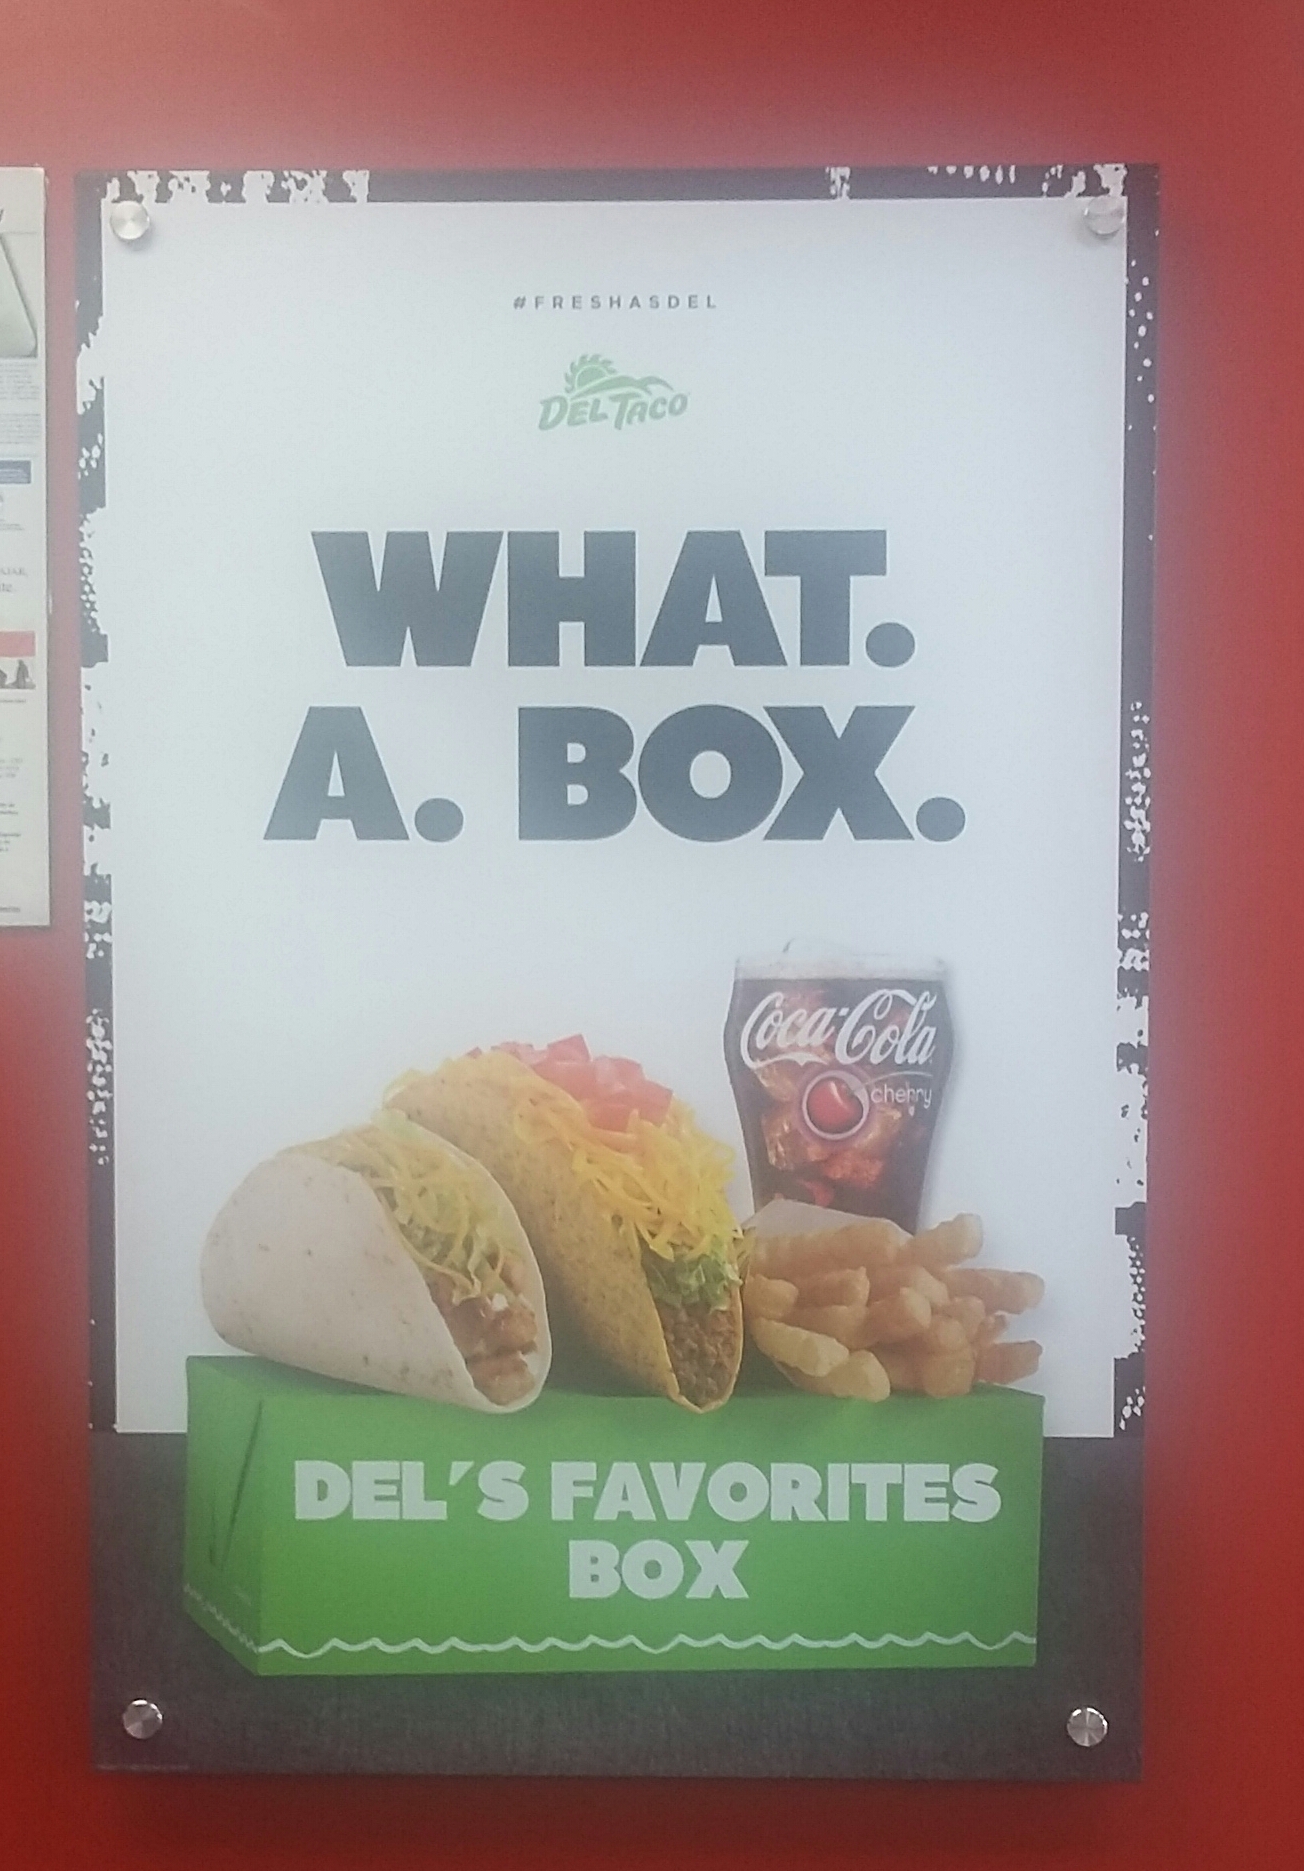 #FRESHASDEL
DEL TACO
WHAT.
A. BOX.
Coca-Cola
cherry
DEL'S FAVORITES
BOX